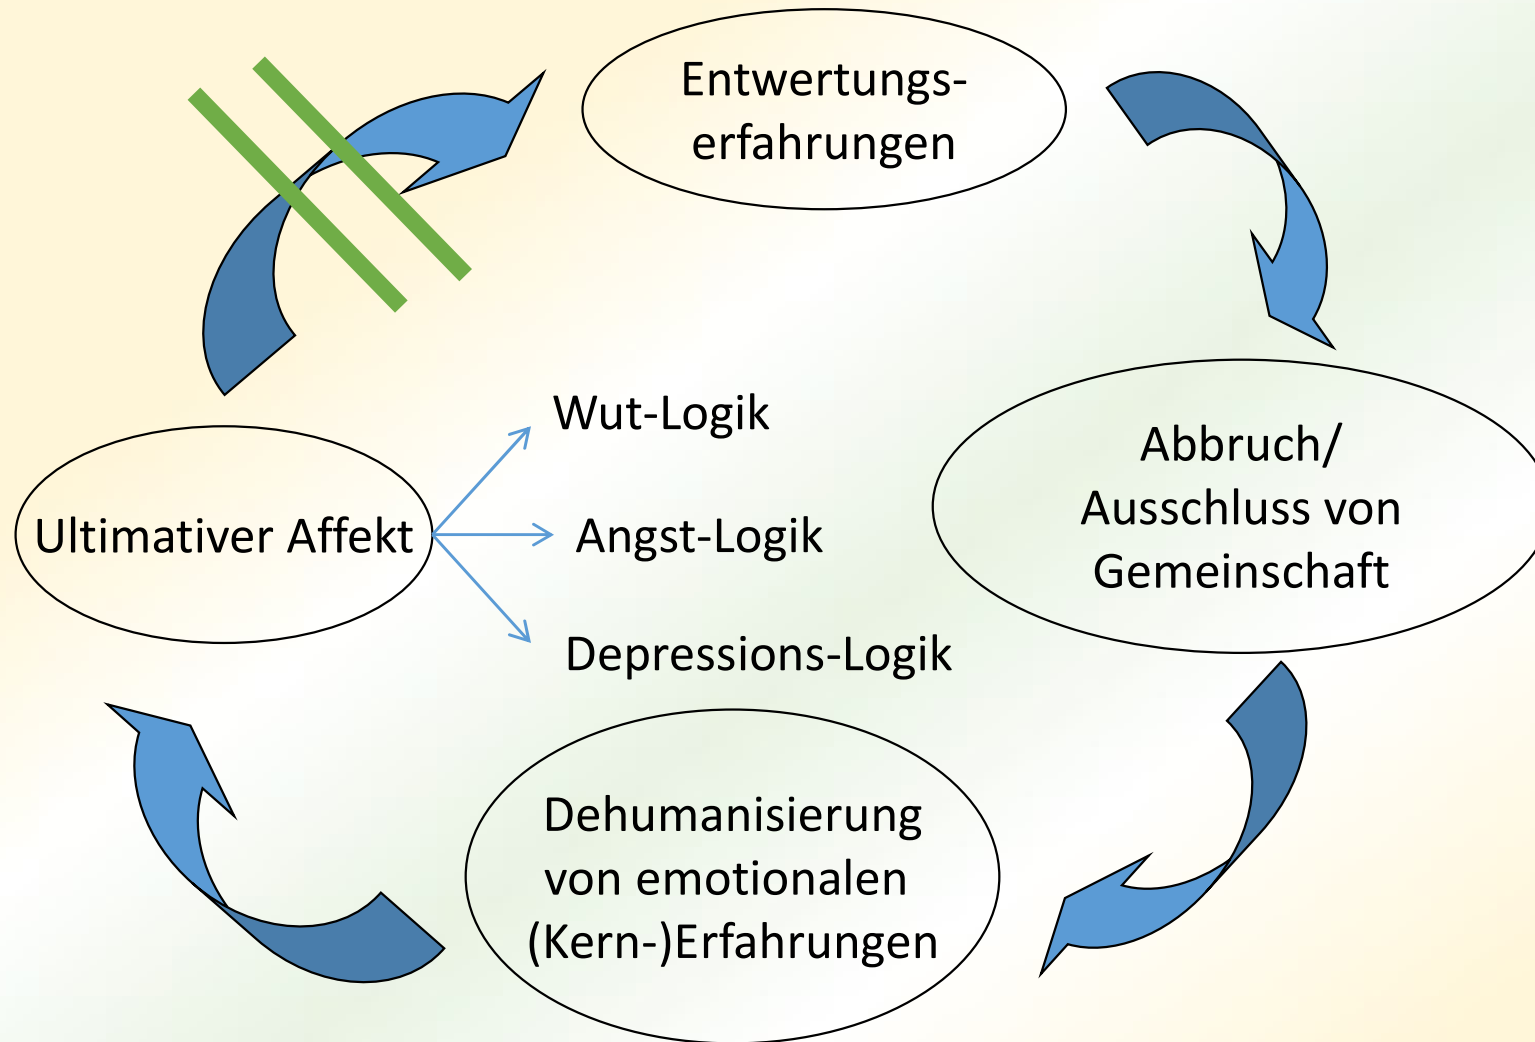 Entwertungs-
erfahrungen
Wut-Logik
Abbruch/
Ausschluss von
Gemeinschaft
Ultimativer Affekt
Angst-Logik
Depressions-Logik
Dehumanisierung
von emotionalen
(Kern-)Erfahrungen